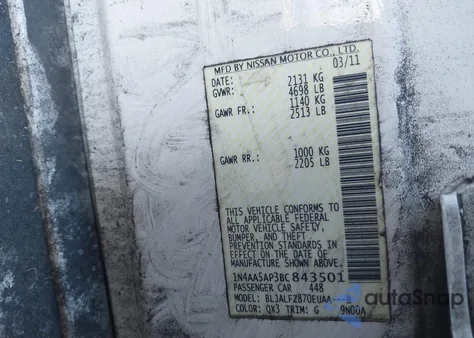 MFD BY NISSAN MOTOR CO., LTD.
DATE: 03/11
GVWR: 2131 KG
4698 LB
GAWR FR.: 1140 KG
2513 LB
GAWR RR.: 1000 KG
2205 LB
THIS VEHICLE CONFORMS TO
ALL APPLICABLE FEDERAL
MOTOR VEHICLE SAFETY,
BUMPER, AND THEFT
PREVENTION STANDARDS IN
EFFECT ON THE DATE OF
MANUFACTURE SHOWN ABOVE.
1N4AA5AP3BC843501
PASSENGER CAR 448
MODEL: BLJALFZ870EUAA
COLOR: QX3 TRIM: G 9N00A
autoSnap